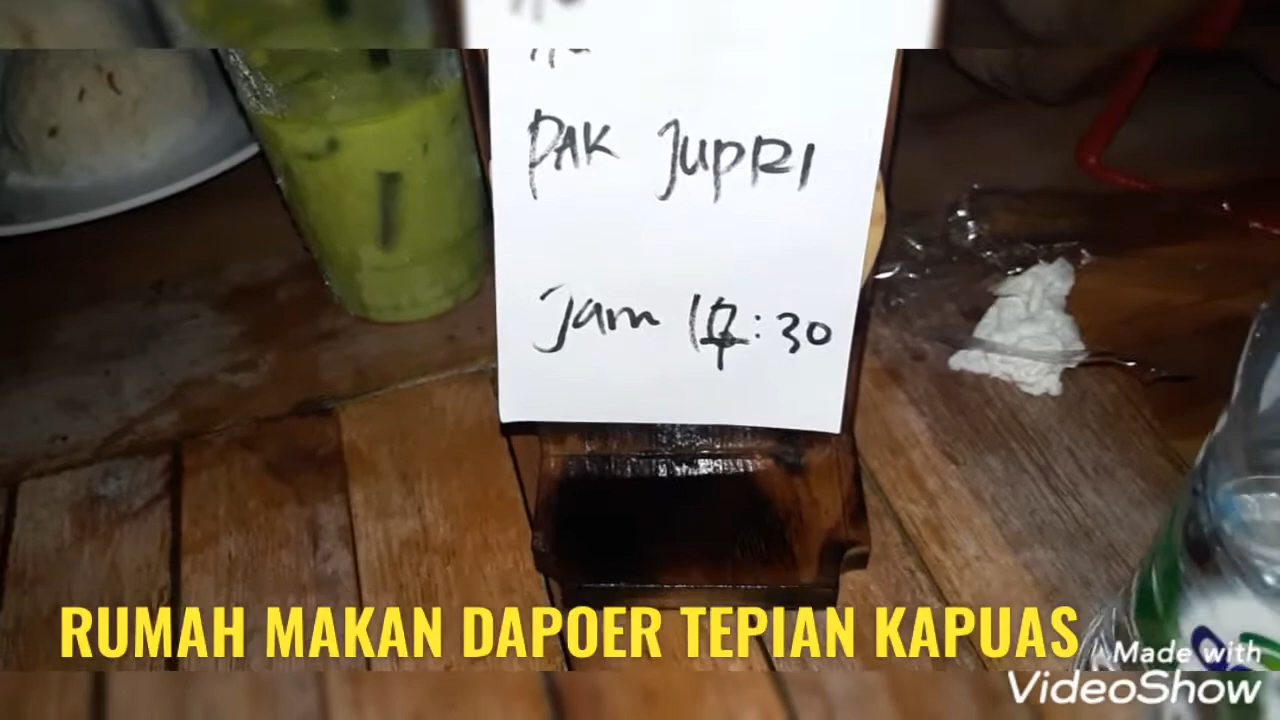 PAK JUPRI
Jam 17:30
RUMAH MAKAN DAPOER TEPIAN KAPUAS
Made with
VideoShow